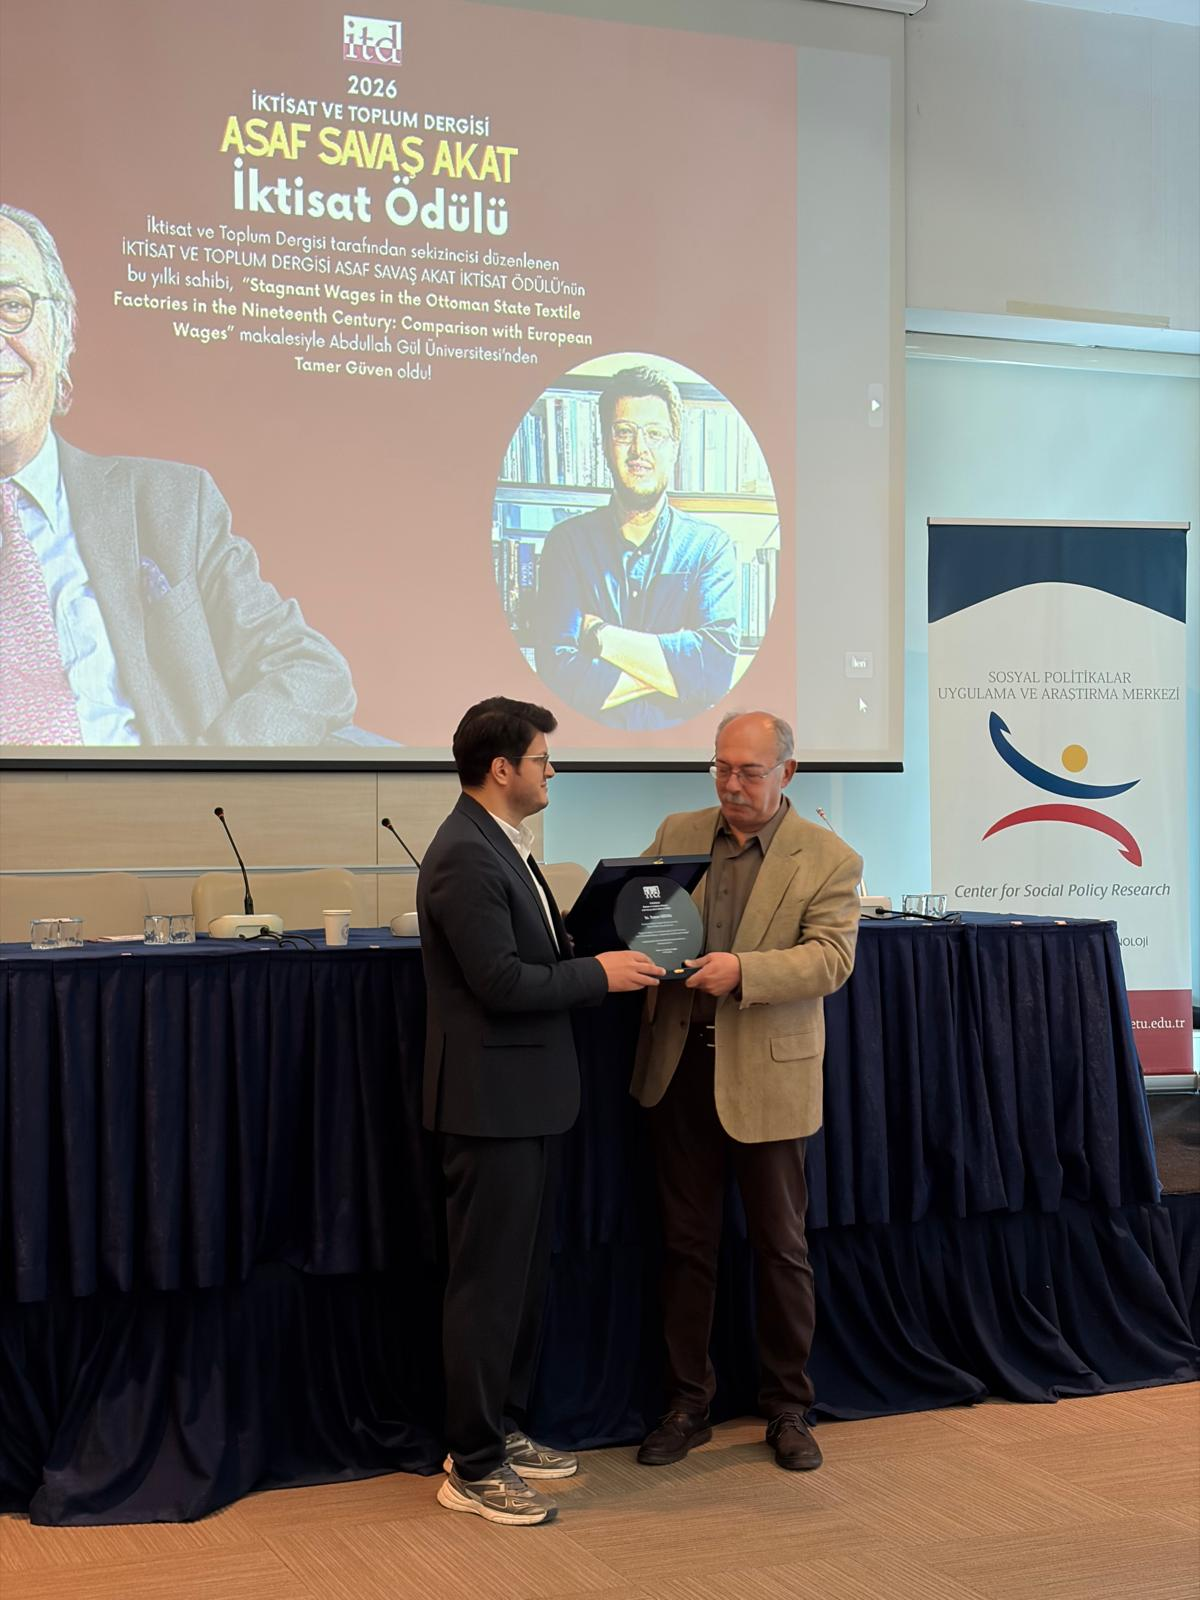 itd
2026
İKTİSAT VE TOPLUM DERGİSİ
ASAF SAVAŞ AKAT
İktisat Ödülü
İktisat ve Toplum Dergisi tarafından sekizincisi düzenlenen
İKTİSAT VE TOPLUM DERGİSİ ASAF SAVAŞ AKAT İKTİSAT ÖDÜLÜ’nün
bu yılki sahibi, “Stagnant Wages in the Ottoman State Textile
Factories in the Nineteenth Century: Comparison with European
Wages” makalesiyle Abdullah Gül Üniversitesi’nden
Tamer Güven oldu!
İleri
SOSYAL POLİTİKALAR
UYGULAMA VE ARAŞTIRMA MERKEZİ
Center for Social Policy Research
NOLOJİ
etu.edu.tr
itd